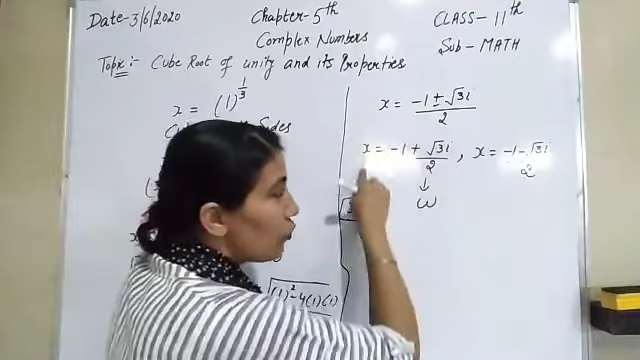 Date-3/6/2020
Chapter-5th
CLASS-11th
Complex Numbers
Sub-MATH
Topic:- Cube Root of unity and its Properties
x = (1)^{1/3}
Sides
x = (-1 ± √3i)/2
x = (-1 + √3i)/2 , x = (-1 - √3i)/2
↓
ω
√(1)² - 4(1)(1)